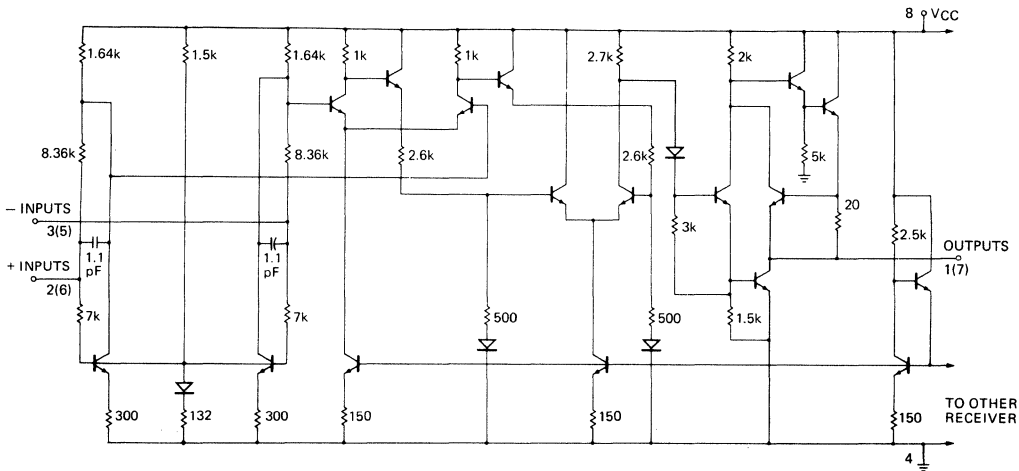 8 VCC
1.64k
1.5k
1.64k
1k
1k
2.7k
2k
8.36k
8.36k
2.6k
2.6k
5k
− INPUTS
3(5)
3k
20
2.5k
OUTPUTS
1(7)
1.1
pF
1.1
pF
+ INPUTS
2(6)
7k
7k
500
500
1.5k
300
132
300
150
150
150
TO OTHER
RECEIVER
4